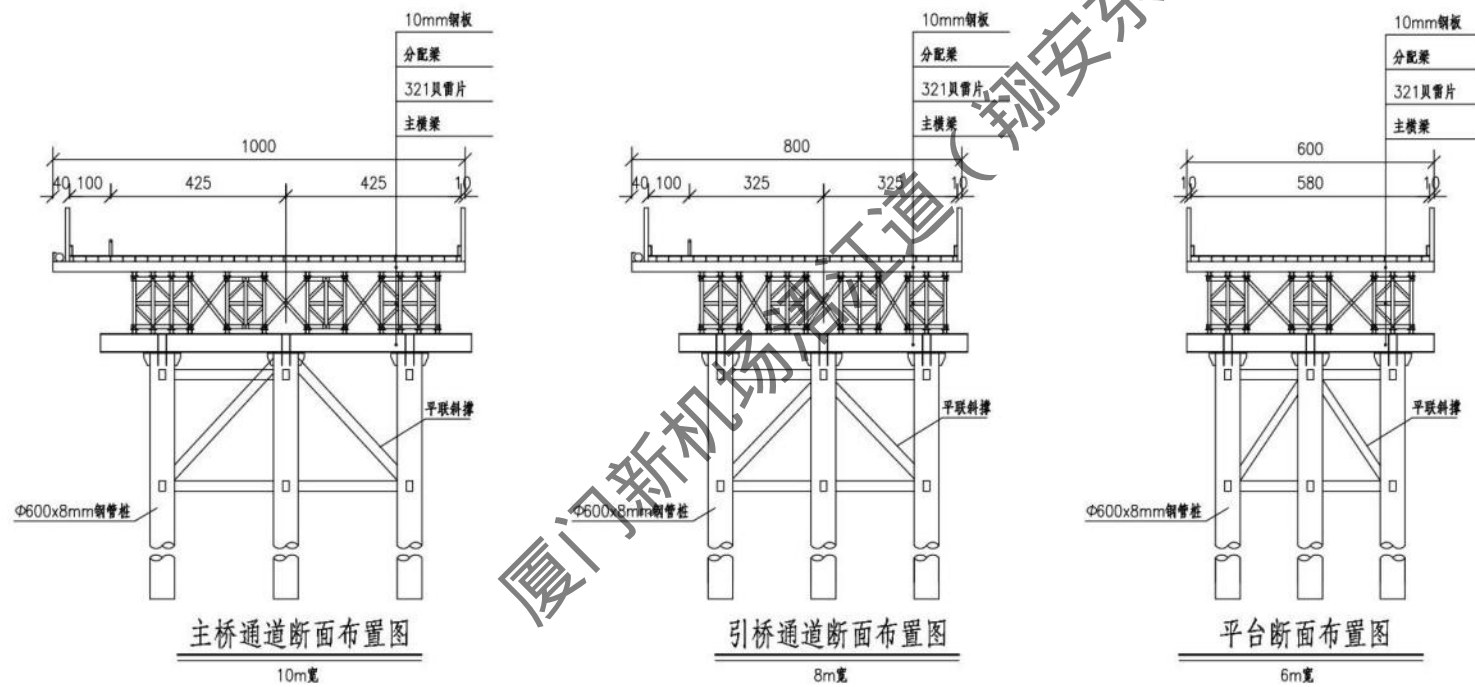 10mm钢板
分配梁
321贝雷片
主横梁
1000
40 100 425 425 10
平联斜撑
Φ600x8mm钢管桩
主桥通道断面布置图
10m宽
10mm钢板
分配梁
321贝雷片
主横梁
800
40 100 325 325 10
平联斜撑
Φ600x8mm钢管桩
引桥通道断面布置图
8m宽
10mm钢板
分配梁
321贝雷片
主横梁
600
10 580 10
平联斜撑
Φ600x8mm钢管桩
平台断面布置图
6m宽
厦门新机场浯江道（翔安东